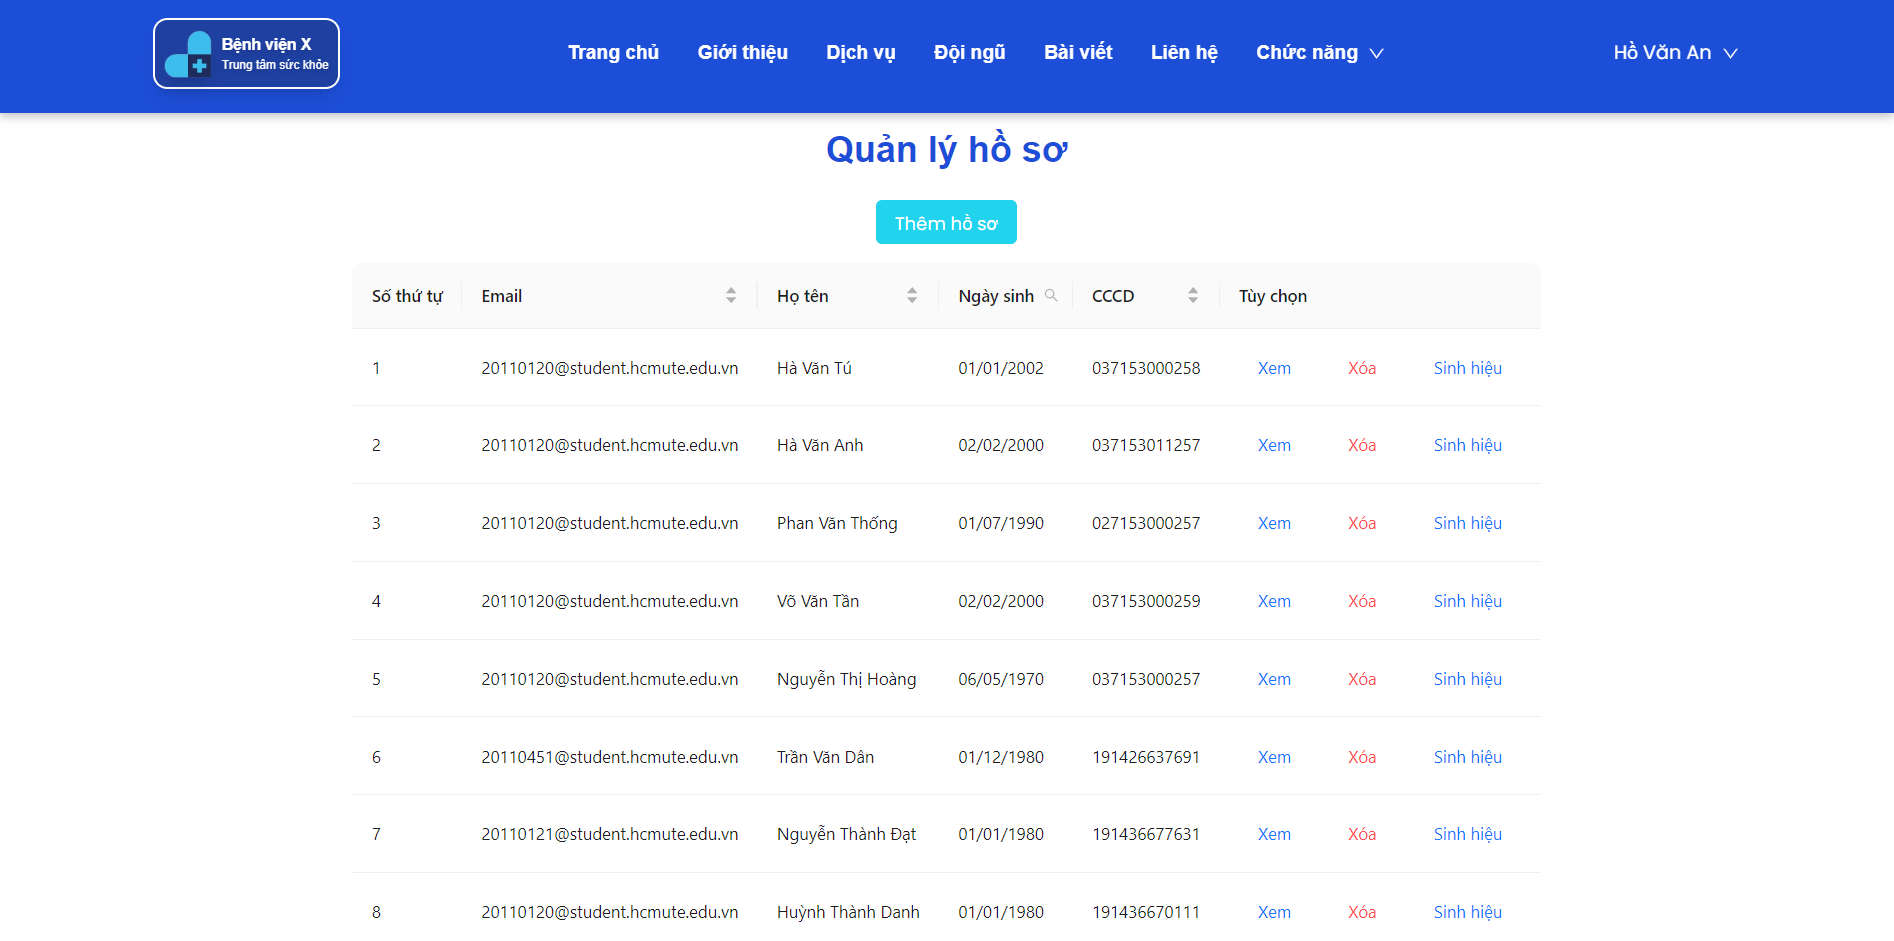 Bệnh viện X
Trung tâm sức khỏe
Trang chủ Giới thiệu Dịch vụ Đội ngũ Bài viết Liên hệ Chức năng Hồ Văn An
Quản lý hồ sơ
Thêm hồ sơ
Số thứ tự Email Họ tên Ngày sinh CCCD Tùy chọn
1 20110120@student.hcmute.edu.vn Hà Văn Tú 01/01/2002 037153000258 Xem Xóa Sinh hiệu
2 20110120@student.hcmute.edu.vn Hà Văn Anh 02/02/2000 037153011257 Xem Xóa Sinh hiệu
3 20110120@student.hcmute.edu.vn Phan Văn Thống 01/07/1990 027153000257 Xem Xóa Sinh hiệu
4 20110120@student.hcmute.edu.vn Võ Văn Tần 02/02/2000 037153000259 Xem Xóa Sinh hiệu
5 20110120@student.hcmute.edu.vn Nguyễn Thị Hoàng 06/05/1970 037153000257 Xem Xóa Sinh hiệu
6 20110451@student.hcmute.edu.vn Trần Văn Dân 01/12/1980 191426637691 Xem Xóa Sinh hiệu
7 20110121@student.hcmute.edu.vn Nguyễn Thành Đạt 01/01/1980 191436677631 Xem Xóa Sinh hiệu
8 20110120@student.hcmute.edu.vn Huỳnh Thành Danh 01/01/1980 191436670111 Xem Xóa Sinh hiệu